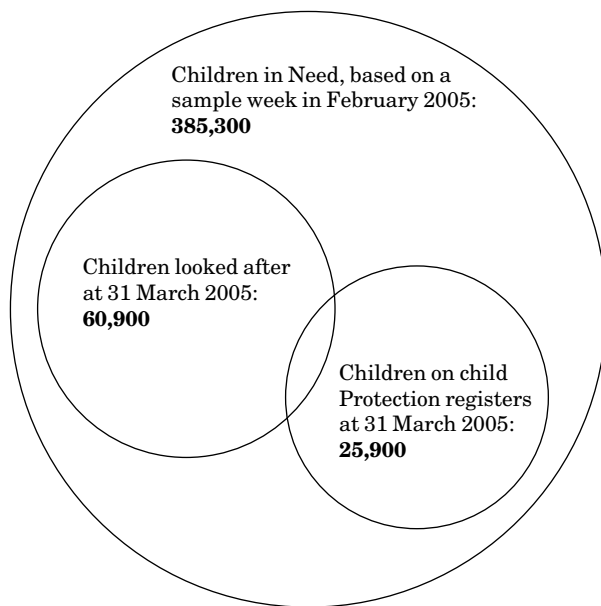 Children in Need, based on a
sample week in February 2005:
385,300
Children looked after
at 31 March 2005:
60,900
Children on child
Protection registers
at 31 March 2005:
25,900